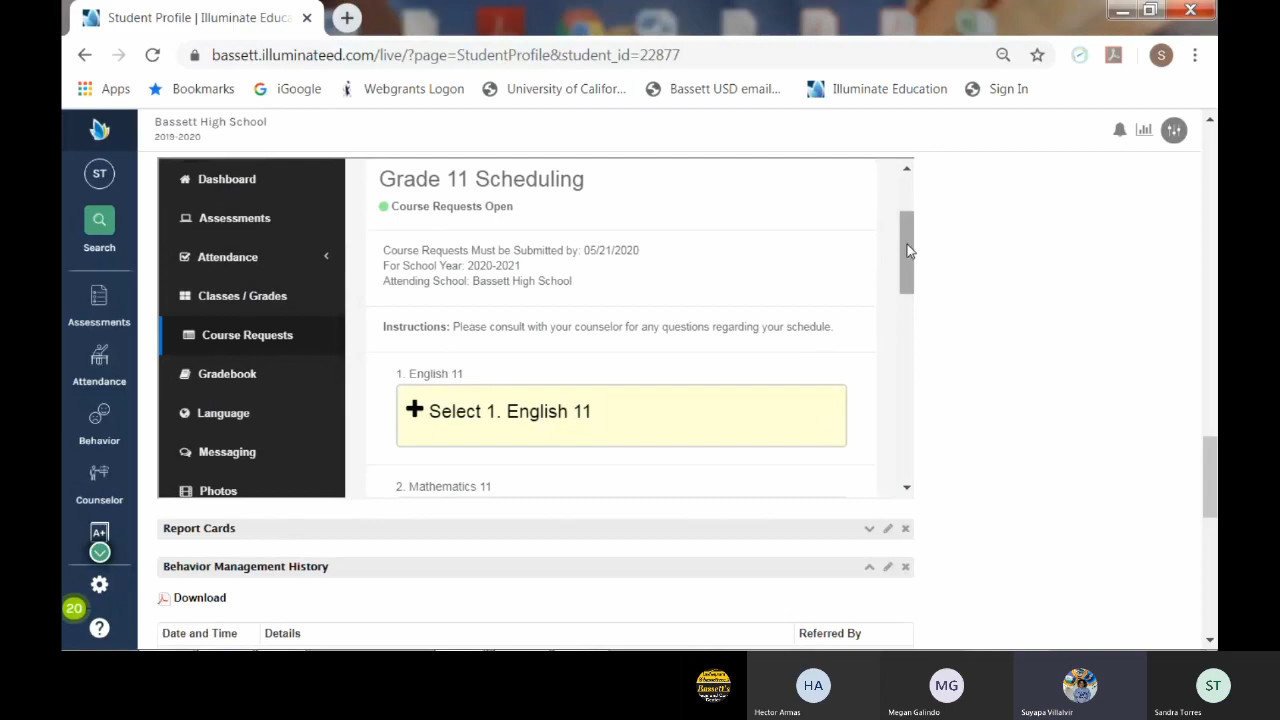 Student Profile | Illuminate Educa
bassett.illuminateed.com/live/?page=StudentProfile&student_id=22877
S
Apps
Bookmarks
iGoogle
Webgrants Logon
University of Califor...
Bassett USD email...
Illuminate Education
Sign In
Bassett High School
2019-2020
ST
Search
Assessments
Attendance
Behavior
Counselor
A+
20
?
Dashboard
Assessments
Attendance
Classes / Grades
Course Requests
Gradebook
Language
Messaging
Photos
Grade 11 Scheduling
Course Requests Open
Course Requests Must be Submitted by: 05/21/2020
For School Year: 2020-2021
Attending School: Bassett High School
Instructions: Please consult with your counselor for any questions regarding your schedule.
1. English 11
Select 1. English 11
2. Mathematics 11
Report Cards
Behavior Management History
Download
Date and Time
Details
Referred By
Bassett's
HA
MG
ST
Hector Armas
Megan Galindo
Suyapa Villalvir
Sandra Torres